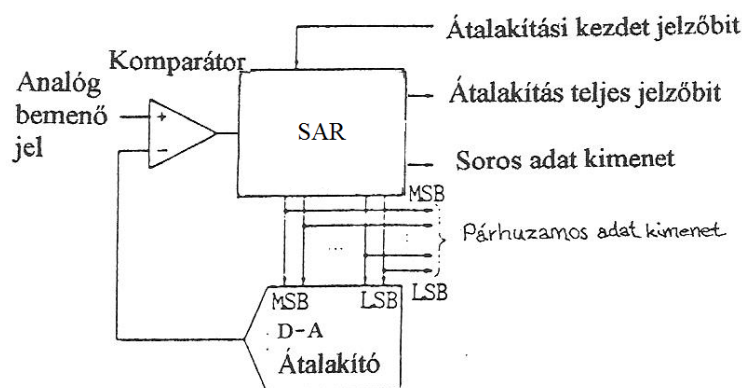 Átalakítási kezdet jelzőbit
Komparátor
Analóg
bemenő
jel
+
−
SAR
Átalakítás teljes jelzőbit
Soros adat kimenet
MSB
Párhuzamos adat kimenet
...
...
LSB
MSB
LSB
D-A
Átalakító